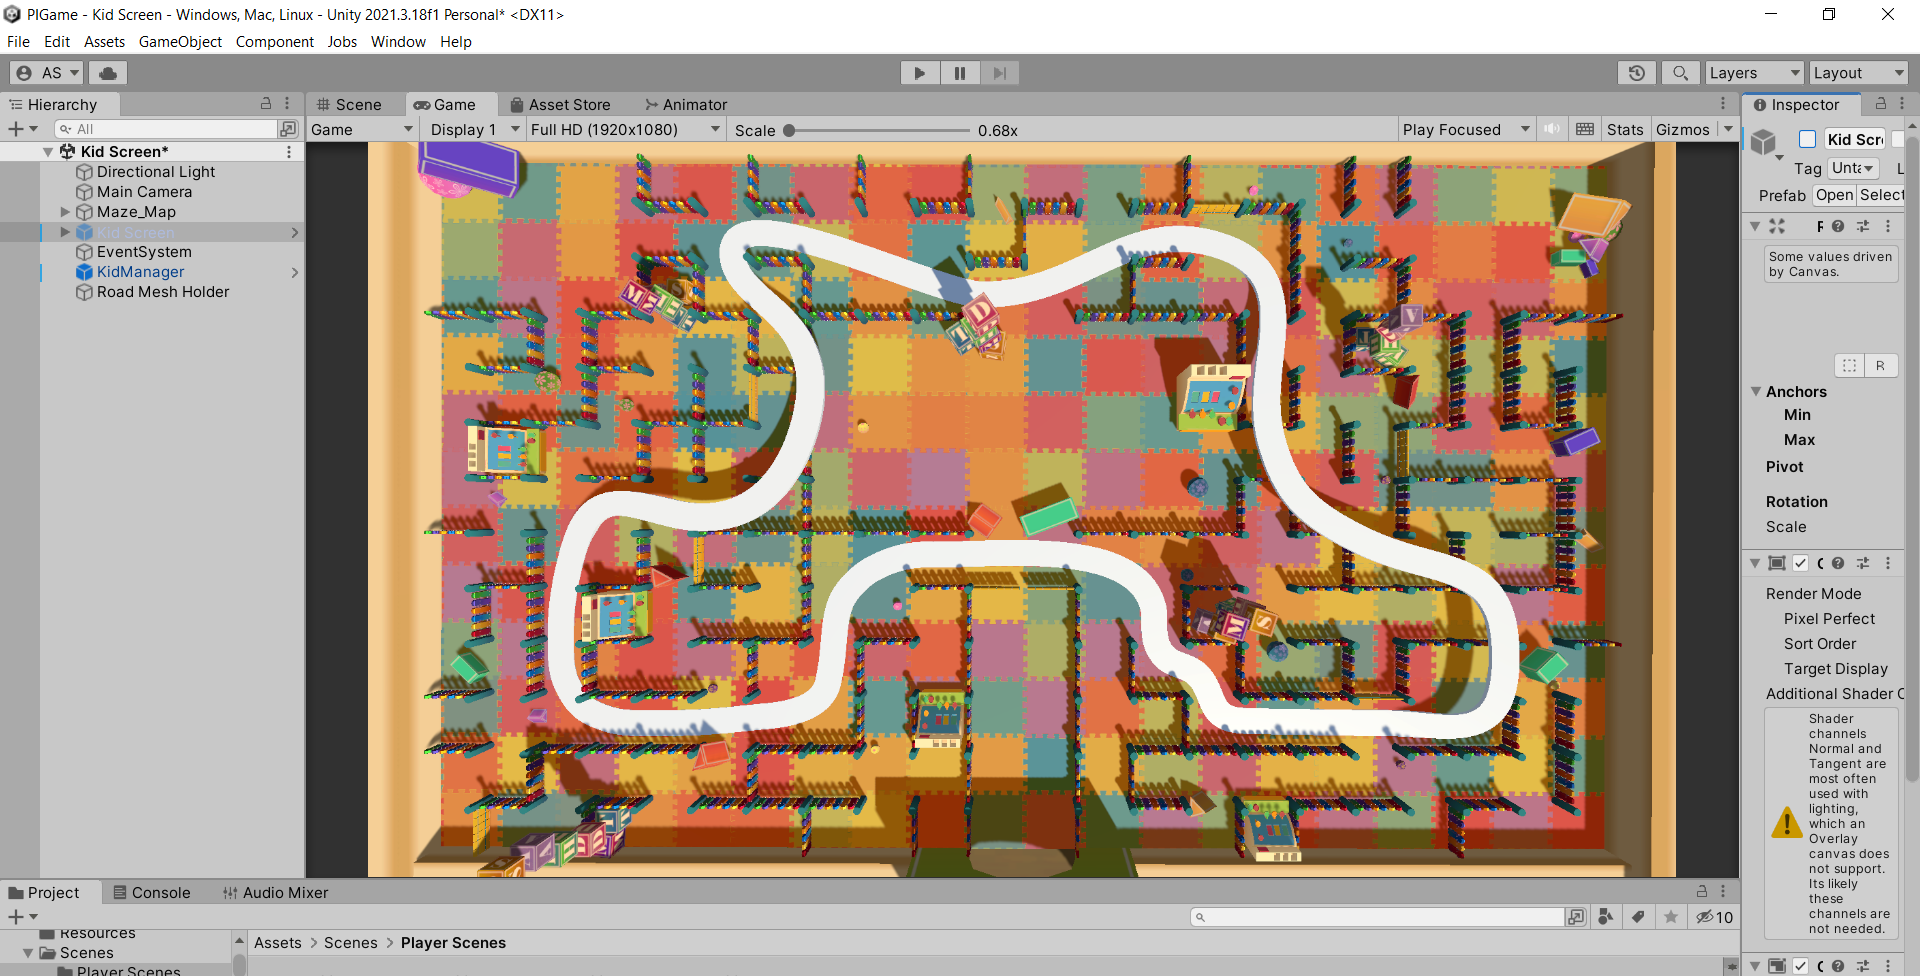 PIGame - Kid Screen - Windows, Mac, Linux - Unity 2021.3.18f1 Personal* <DX11>
File Edit Assets GameObject Component Jobs Window Help
AS
Layers
Layout
Hierarchy
All
Kid Screen*
Directional Light
Main Camera
Maze_Map
Kid Screen
EventSystem
KidManager
Road Mesh Holder
Scene Game Asset Store Animator
Game Display 1 Full HD (1920x1080) Scale 0.68x Play Focused Stats Gizmos
M
D
V
M
S
Inspector
Kid Scr
Tag Unta L
Prefab Open Select
Some values driven
by Canvas.
R
Anchors
Min
Max
Pivot
Rotation
Scale
Render Mode
Pixel Perfect
Sort Order
Target Display
Additional Shader C
Shader
channels
Normal and
Tangent are
most often
used with
lighting,
which an
Overlay
canvas does
not support.
Its likely
these
channels are
not needed.
Project Console Audio Mixer
10
Resources
Scenes
Player Scenes
Assets > Scenes > Player Scenes